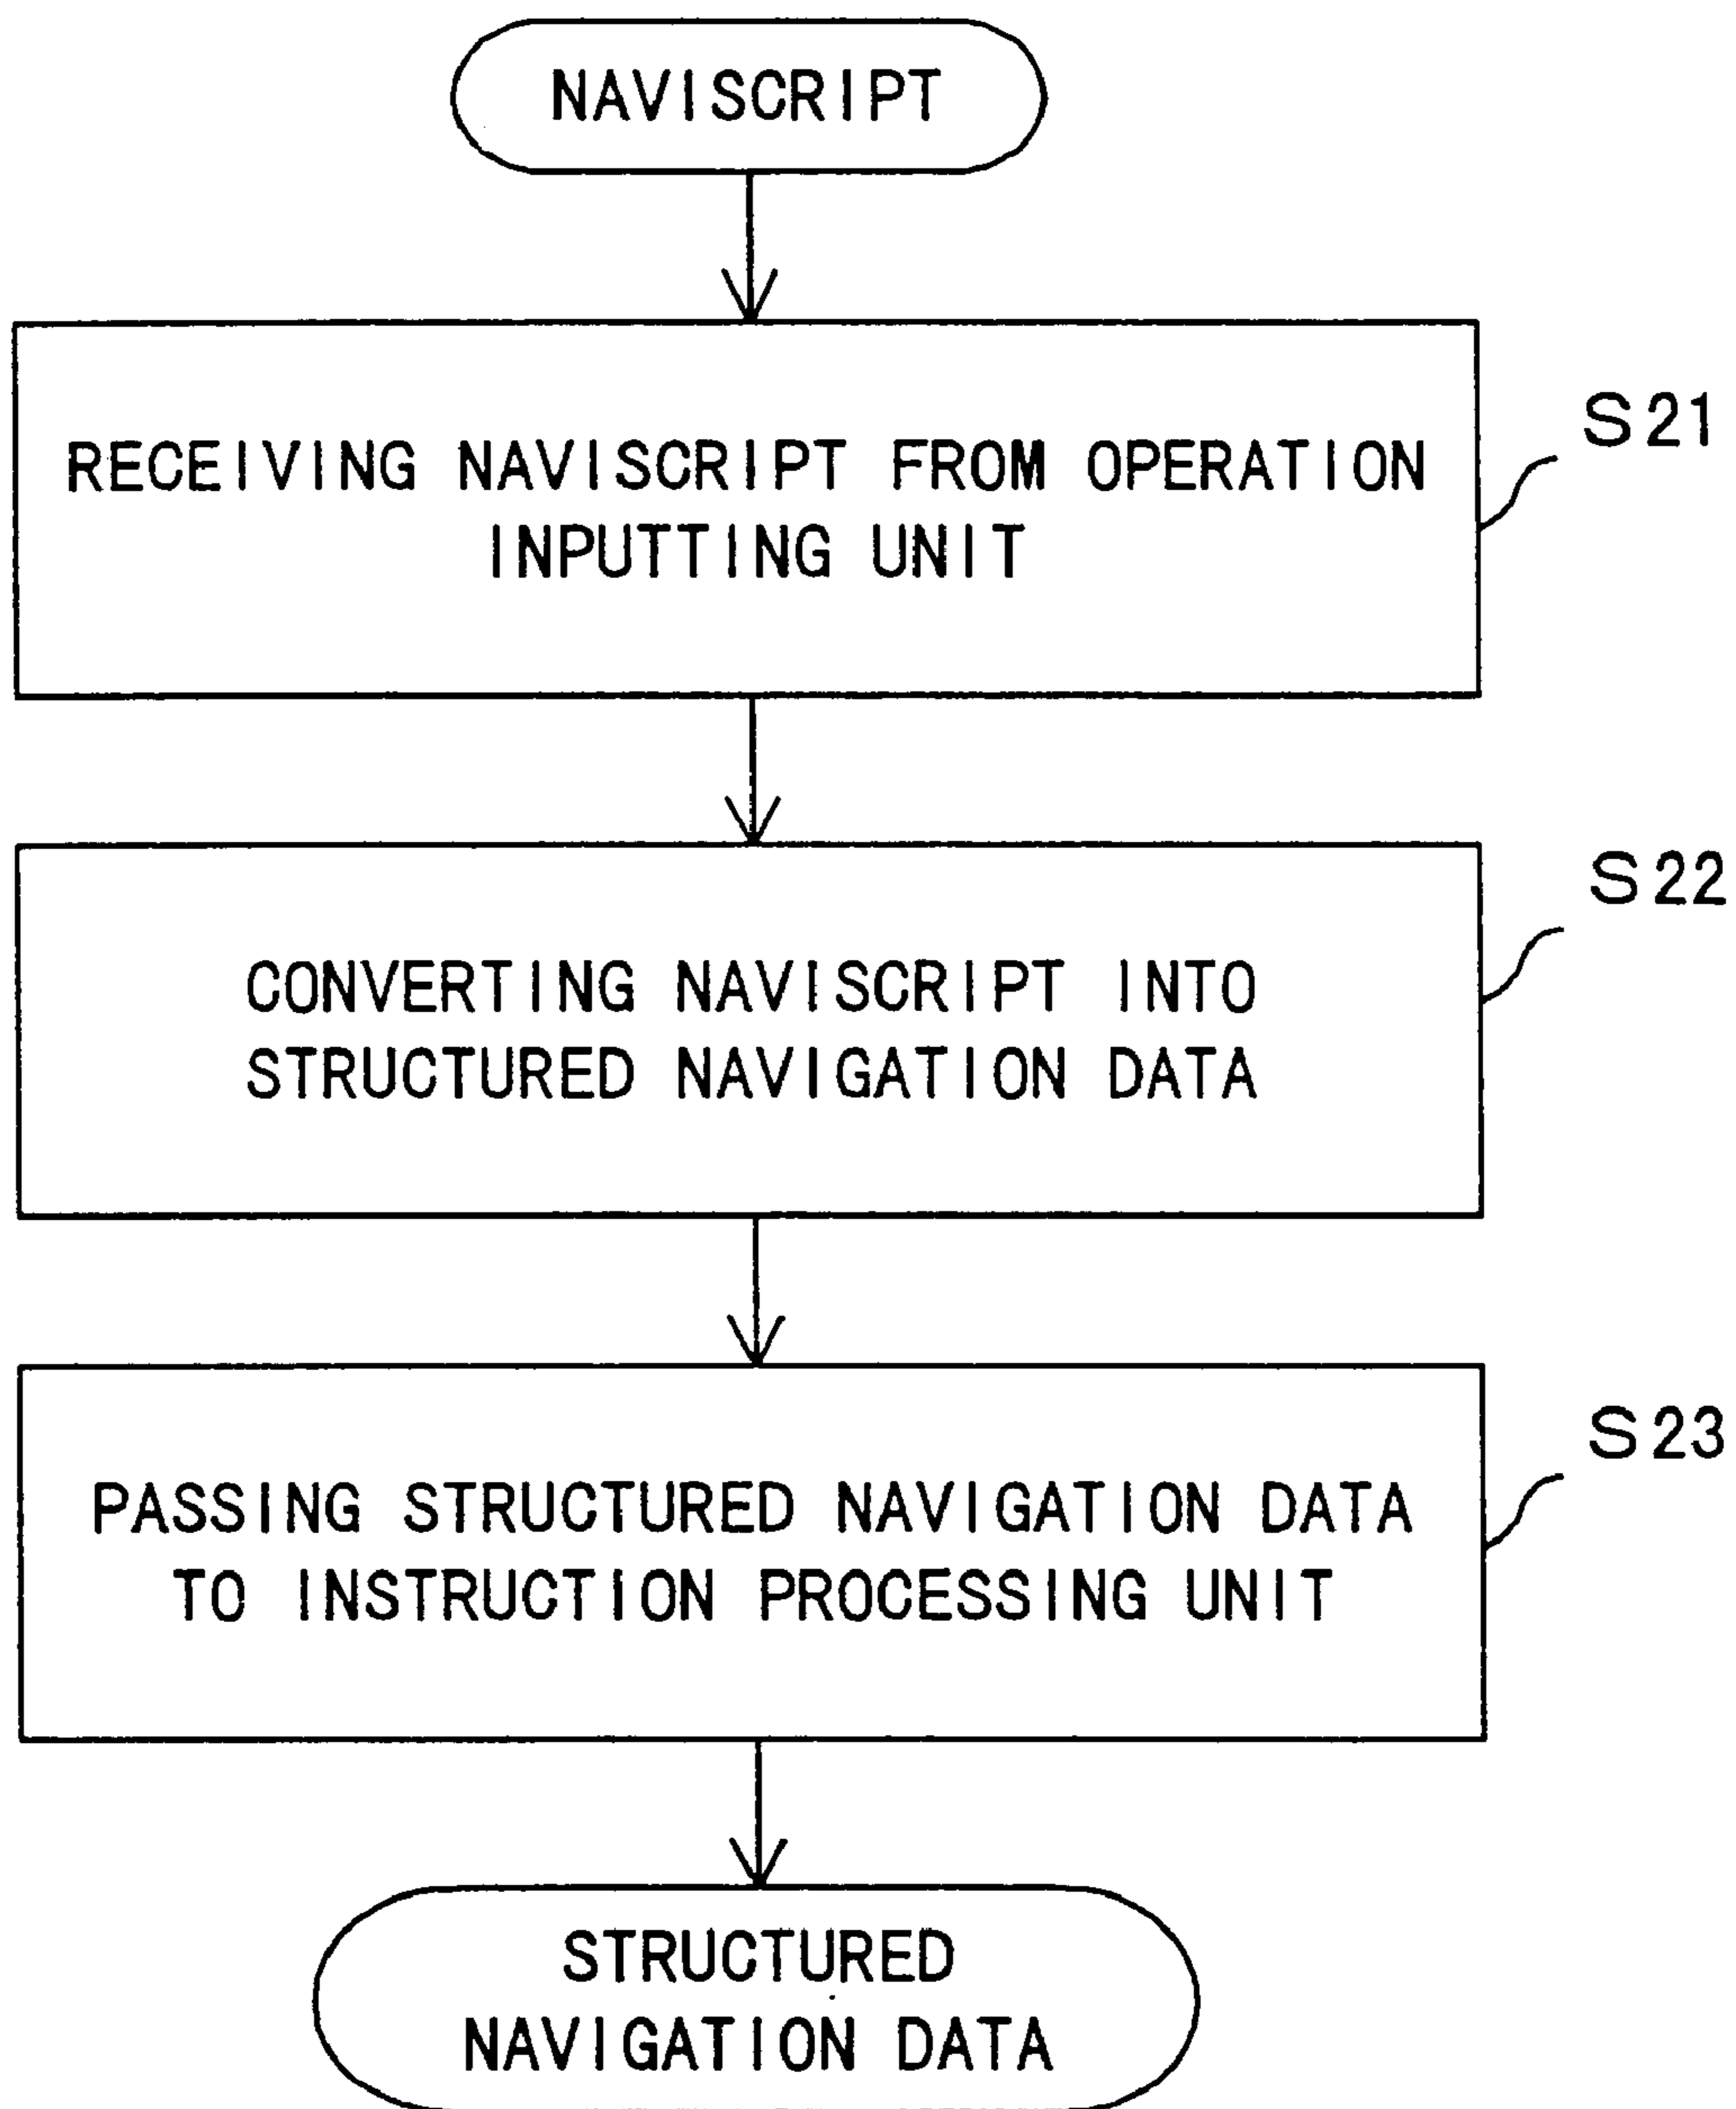 NAVISCRIPT
RECEIVING NAVISCRIPT FROM OPERATION
INPUTTING UNIT
S21
CONVERTING NAVISCRIPT INTO
STRUCTURED NAVIGATION DATA
S22
PASSING STRUCTURED NAVIGATION DATA
TO INSTRUCTION PROCESSING UNIT
S23
STRUCTURED
NAVIGATION DATA